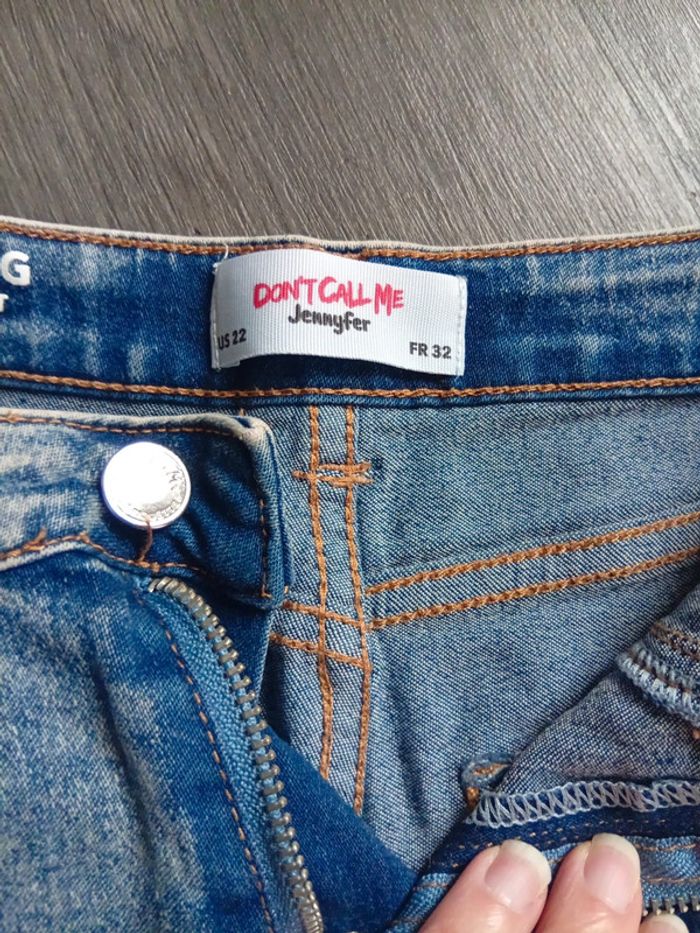 G
T
DON'T CALL ME
Jennyfer
US 22
FR 32